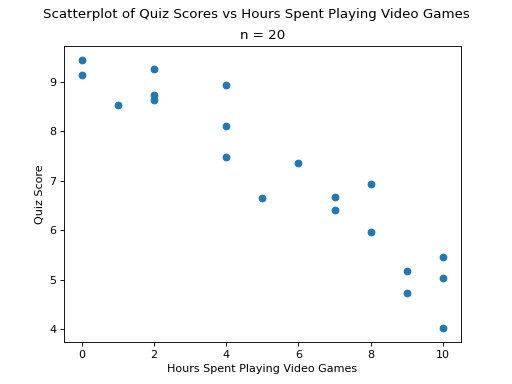 Scatterplot of Quiz Scores vs Hours Spent Playing Video Games
n = 20
9
8
7
6
5
4
Quiz Score
0 2 4 6 8 10
Hours Spent Playing Video Games